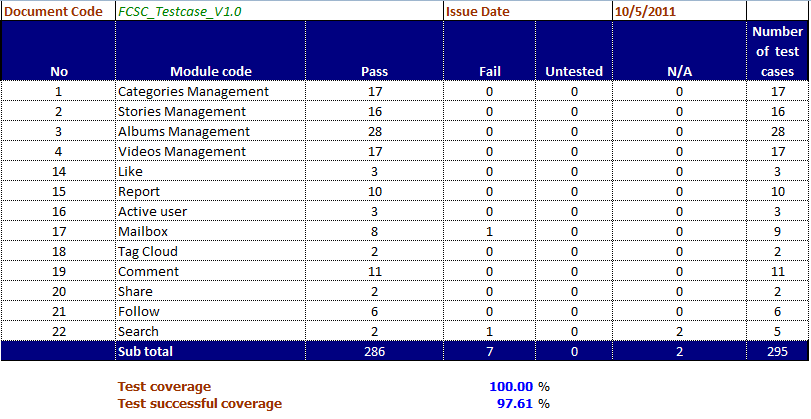 Document Code FCSC_Testcase_V1.0 Issue Date 10/5/2011
No Module code Pass Fail Untested N/A Number of test cases
1 Categories Management 17 0 0 0 17
2 Stories Management 16 0 0 0 16
3 Albums Management 28 0 0 0 28
4 Videos Management 17 0 0 0 17
14 Like 3 0 0 0 3
15 Report 10 0 0 0 10
16 Active user 3 0 0 0 3
17 Mailbox 8 1 0 0 9
18 Tag Cloud 2 0 0 0 2
19 Comment 11 0 0 0 11
20 Share 2 0 0 0 2
21 Follow 6 0 0 0 6
22 Search 2 1 0 2 5
Sub total 286 7 0 2 295
Test coverage 100.00 %
Test successful coverage 97.61 %